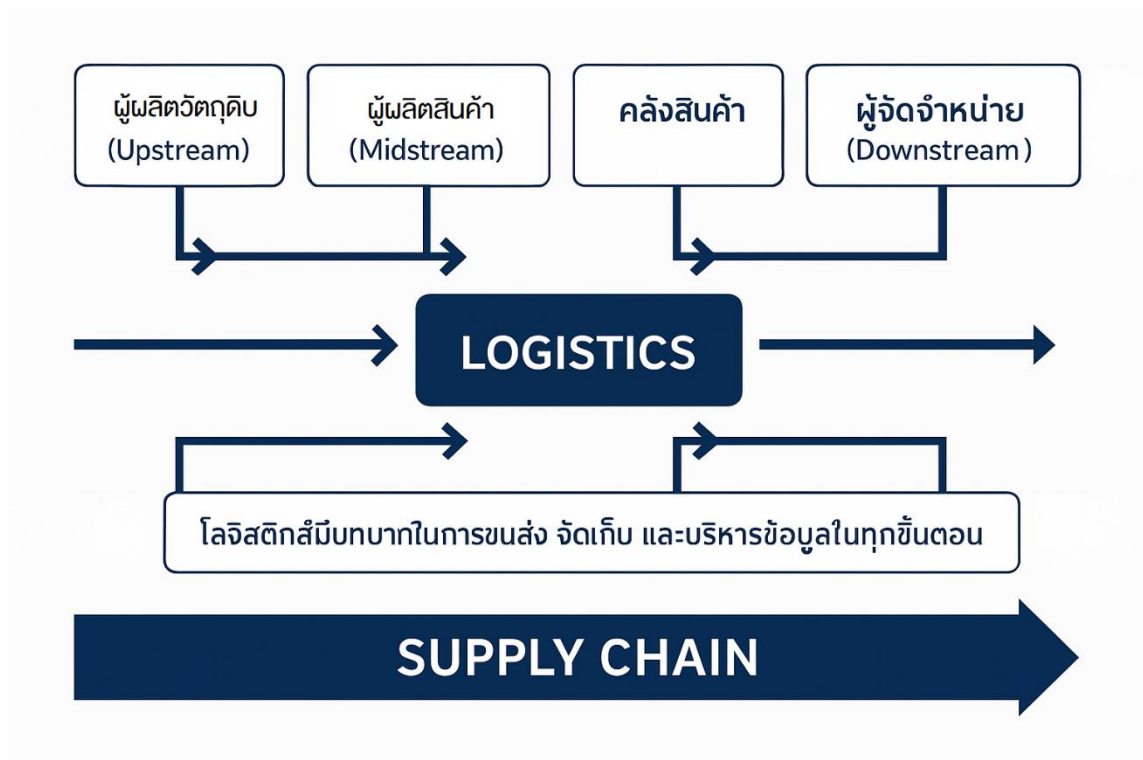 ผู้ผลิตวัตถุดิบ
(Upstream)
ผู้ผลิตสินค้า
(Midstream)
คลังสินค้า
ผู้จัดจำหน่าย
(Downstream)
LOGISTICS
โลจิสติกส์มีบทบาทในการขนส่ง จัดเก็บ และบริหารข้อมูลในทุกขั้นตอน
SUPPLY CHAIN